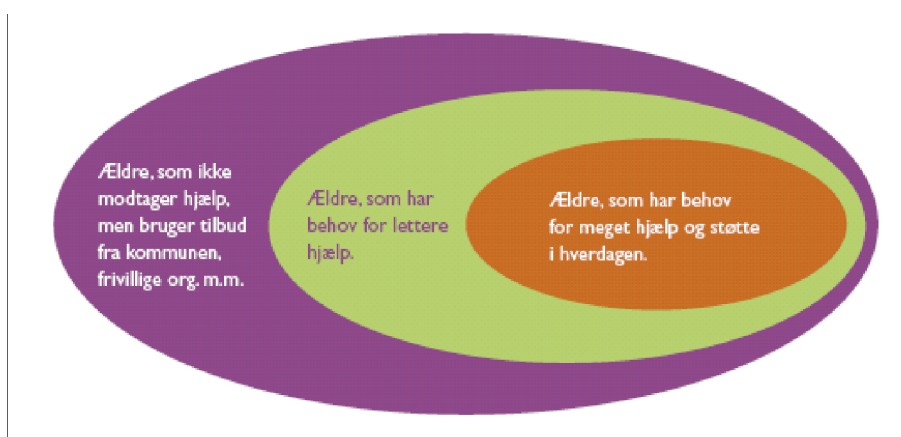 Ældre, som ikke
modtager hjælp,
men bruger tilbud
fra kommunen,
frivillige org. m.m.
Ældre, som har
behov for lettere
hjælp.
Ældre, som har behov
for meget hjælp og støtte
i hverdagen.